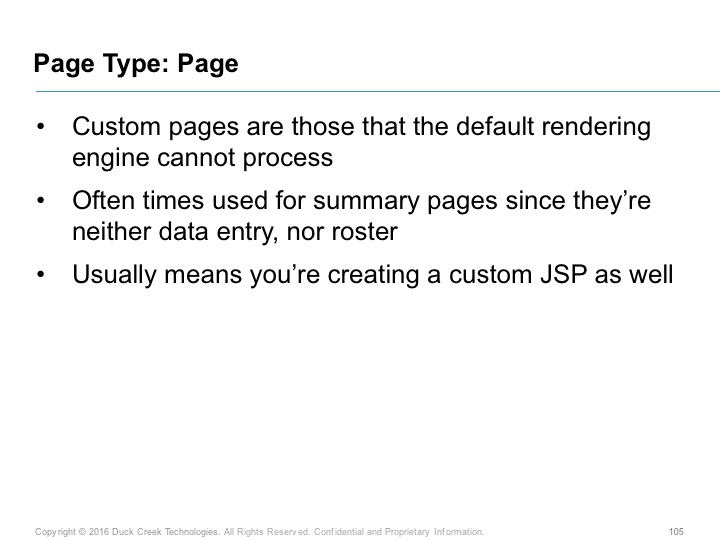 Page Type: Page
• Custom pages are those that the default rendering
engine cannot process
• Often times used for summary pages since they’re
neither data entry, nor roster
• Usually means you’re creating a custom JSP as well
Copyright © 2016 Duck Creek Technologies. All Rights Reserved. Confidential and Proprietary Information. 105